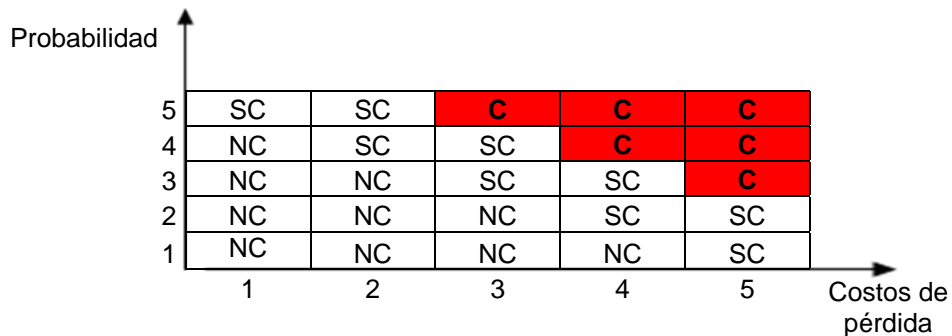 Probabilidad
5 SC SC C C C
4 NC SC SC C C
3 NC NC SC SC C
2 NC NC NC SC SC
1 NC NC NC NC SC
1 2 3 4 5
Costos de
pérdida